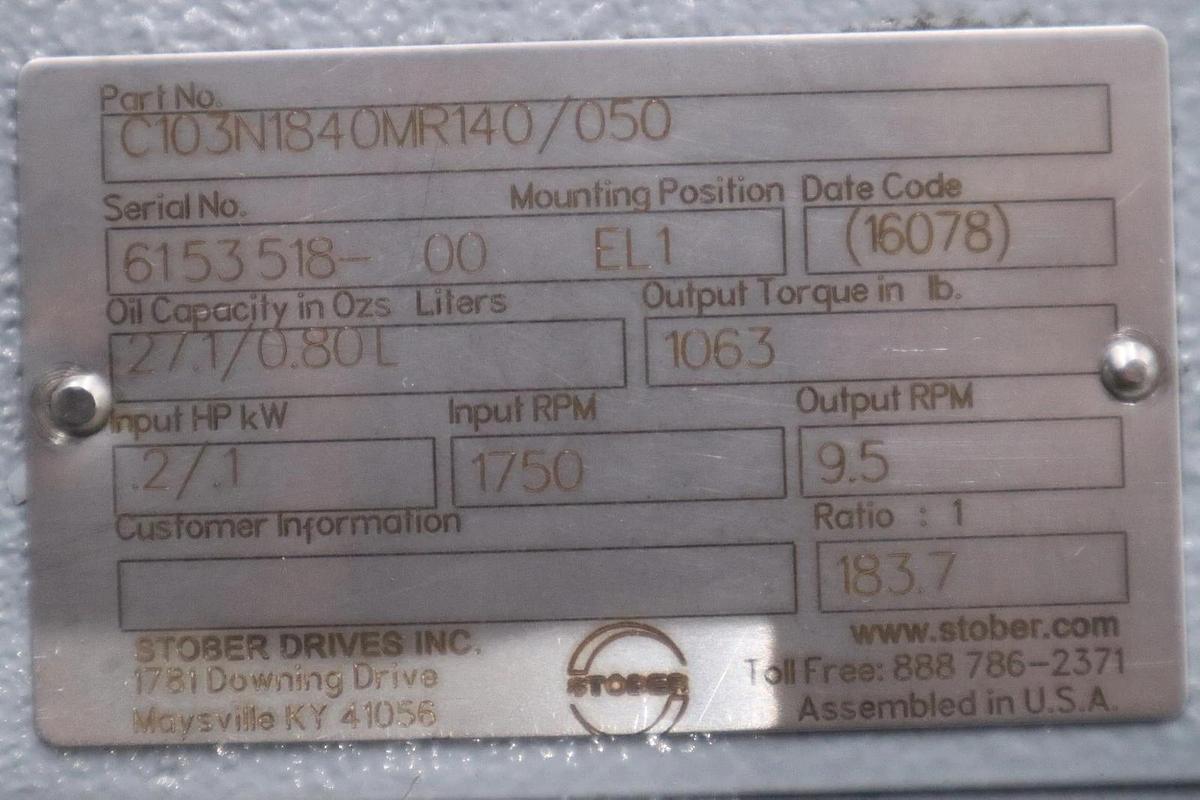 Part No.
C103N1840MR140/050
Serial No. Mounting Position Date Code
6153518- 00 EL1 (16078)
Oil Capacity in Ozs Liters Output Torque in lb.
27.1/0.80L 1063
Input HP kW Input RPM Output RPM
.2/.1 1750 9.5
Customer Information Ratio : 1
183.7
STOBER DRIVES INC. www.stober.com
1781 Downing Drive STOBER Toll Free: 888 786-2371
Maysville KY 41056 Assembled in U.S.A.